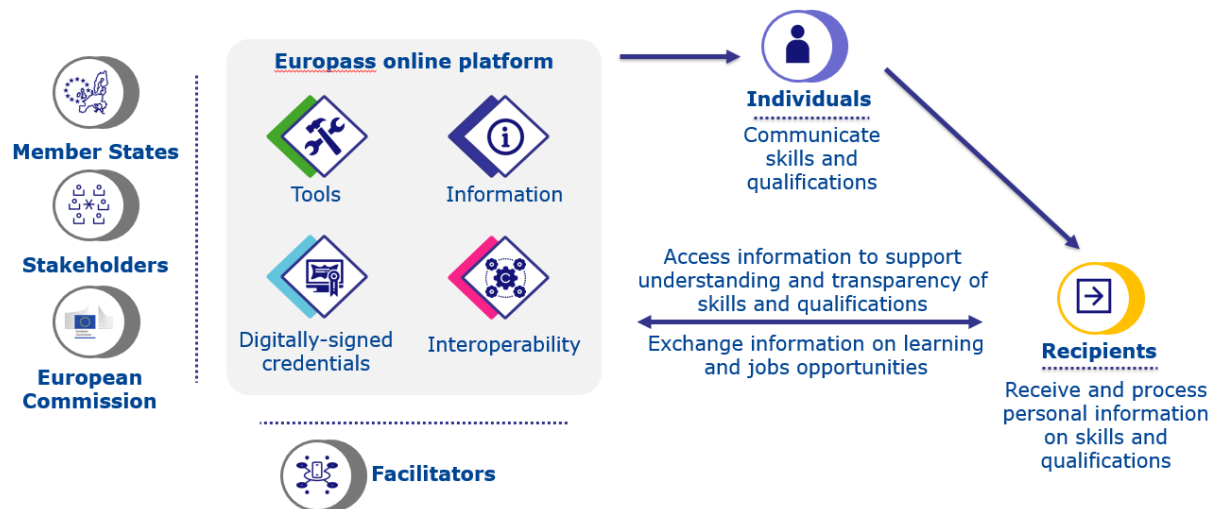 Europass online platform
Tools
Information
Digitally-signed
credentials
Interoperability
Member States
Stakeholders
European
Commission
Facilitators
Individuals
Communicate
skills and
qualifications
Access information to support
understanding and transparency of
skills and qualifications
Exchange information on learning
and jobs opportunities
Recipients
Receive and process
personal information
on skills and
qualifications